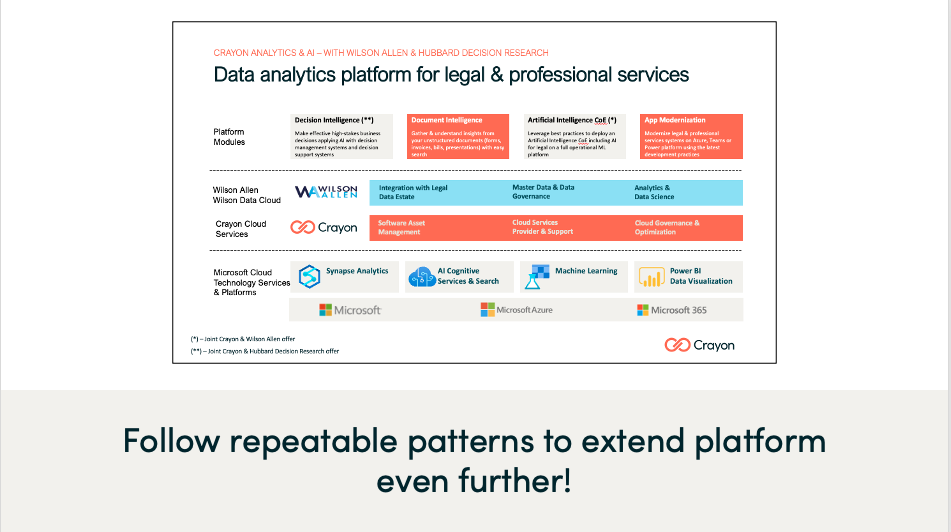 CRAYON ANALYTICS & AI – WITH WILSON ALLEN & HUBBARD DECISION RESEARCH
Data analytics platform for legal & professional services
Platform
Modules
Decision Intelligence (**)
Make effective high-stakes business
decisions applying AI with decision
management systems and decision
support systems
Document Intelligence
Gather & understand insights from
your unstructured documents (forms,
invoices, bills, presentations) with easy
search
Artificial Intelligence CoE (*)
Leverage best practices to deploy an
Artificial Intelligence CoE including AI
for legal on a full operational ML
platform
App Modernization
Modernize legal & professional
services systems on Azure, Teams or
Power platform using the latest
development practices
Wilson Allen
Wilson Data Cloud
WA WILSON
ALLEN
Integration with Legal
Data Estate
Master Data & Data
Governance
Analytics &
Data Science
Crayon Cloud
Services
Crayon
Software Asset
Management
Cloud Services
Provider & Support
Cloud Governance &
Optimization
Microsoft Cloud
Technology Services
& Platforms
Synapse Analytics
AI Cognitive
Services & Search
Machine Learning
Power BI
Data Visualization
Microsoft
Microsoft Azure
Microsoft 365
(*) – Joint Crayon & Wilson Allen offer
(**) – Joint Crayon & Hubbard Decision Research offer
Crayon
Follow repeatable patterns to extend platform
even further!